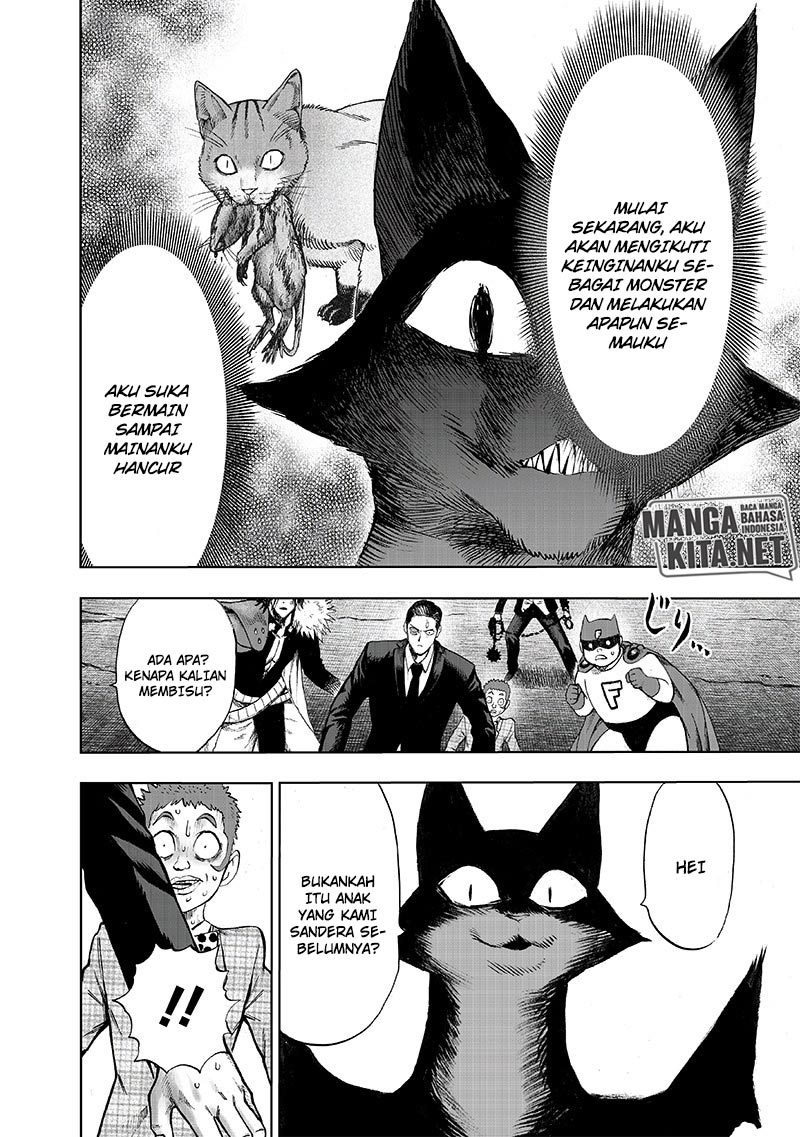 MULAI
SEKARANG, AKU
AKAN MENGIKUTI
KEINGINANKU SE-
BAGAI MONSTER
DAN MELAKUKAN
APAPUN SE-
MAUKU
AKU SUKA
BERMAIN
SAMPAI
MAINANKU
HANCUR
MANGA BACA MANGA
BAHASA
INDONESIA
KITA.NET
じり...
F
F
ADA APA?
KENAPA KALIAN
MEMBISU?
HEI
BUKANKAH
ITU ANAK
YANG KAMI
SANDERA SE-
BELUMNYA?
!!